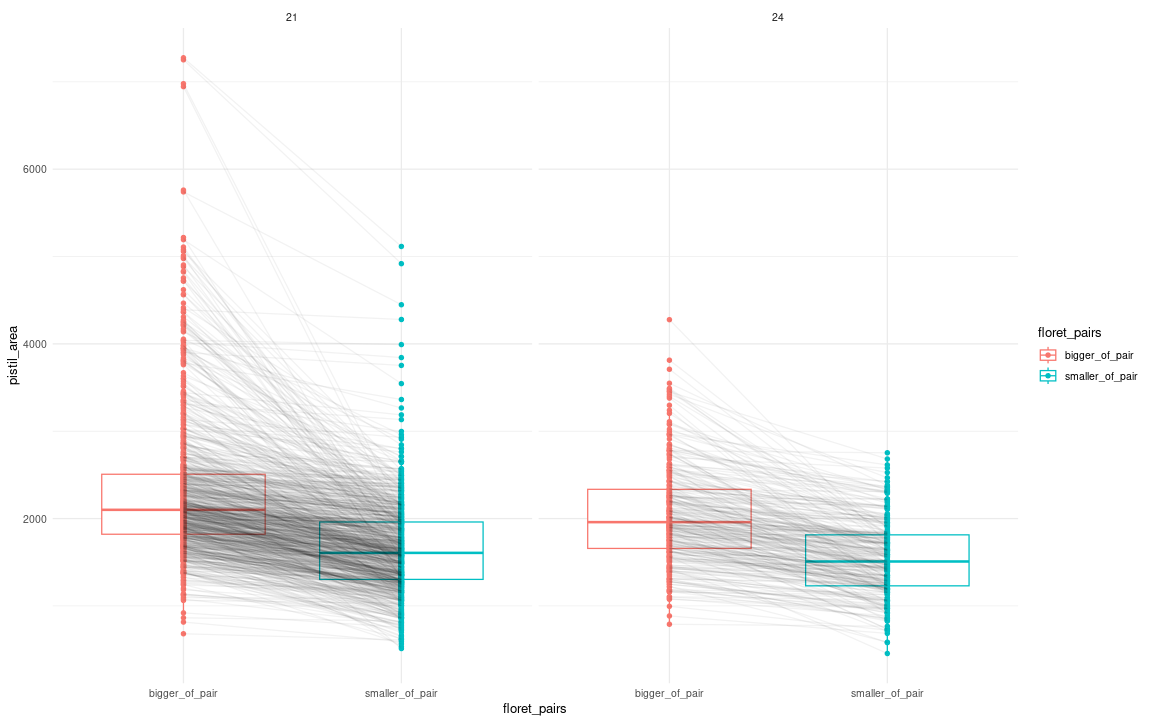 21
24
pistil_area
6000
4000
2000
bigger_of_pair
smaller_of_pair
bigger_of_pair
smaller_of_pair
floret_pairs
floret_pairs
bigger_of_pair
smaller_of_pair